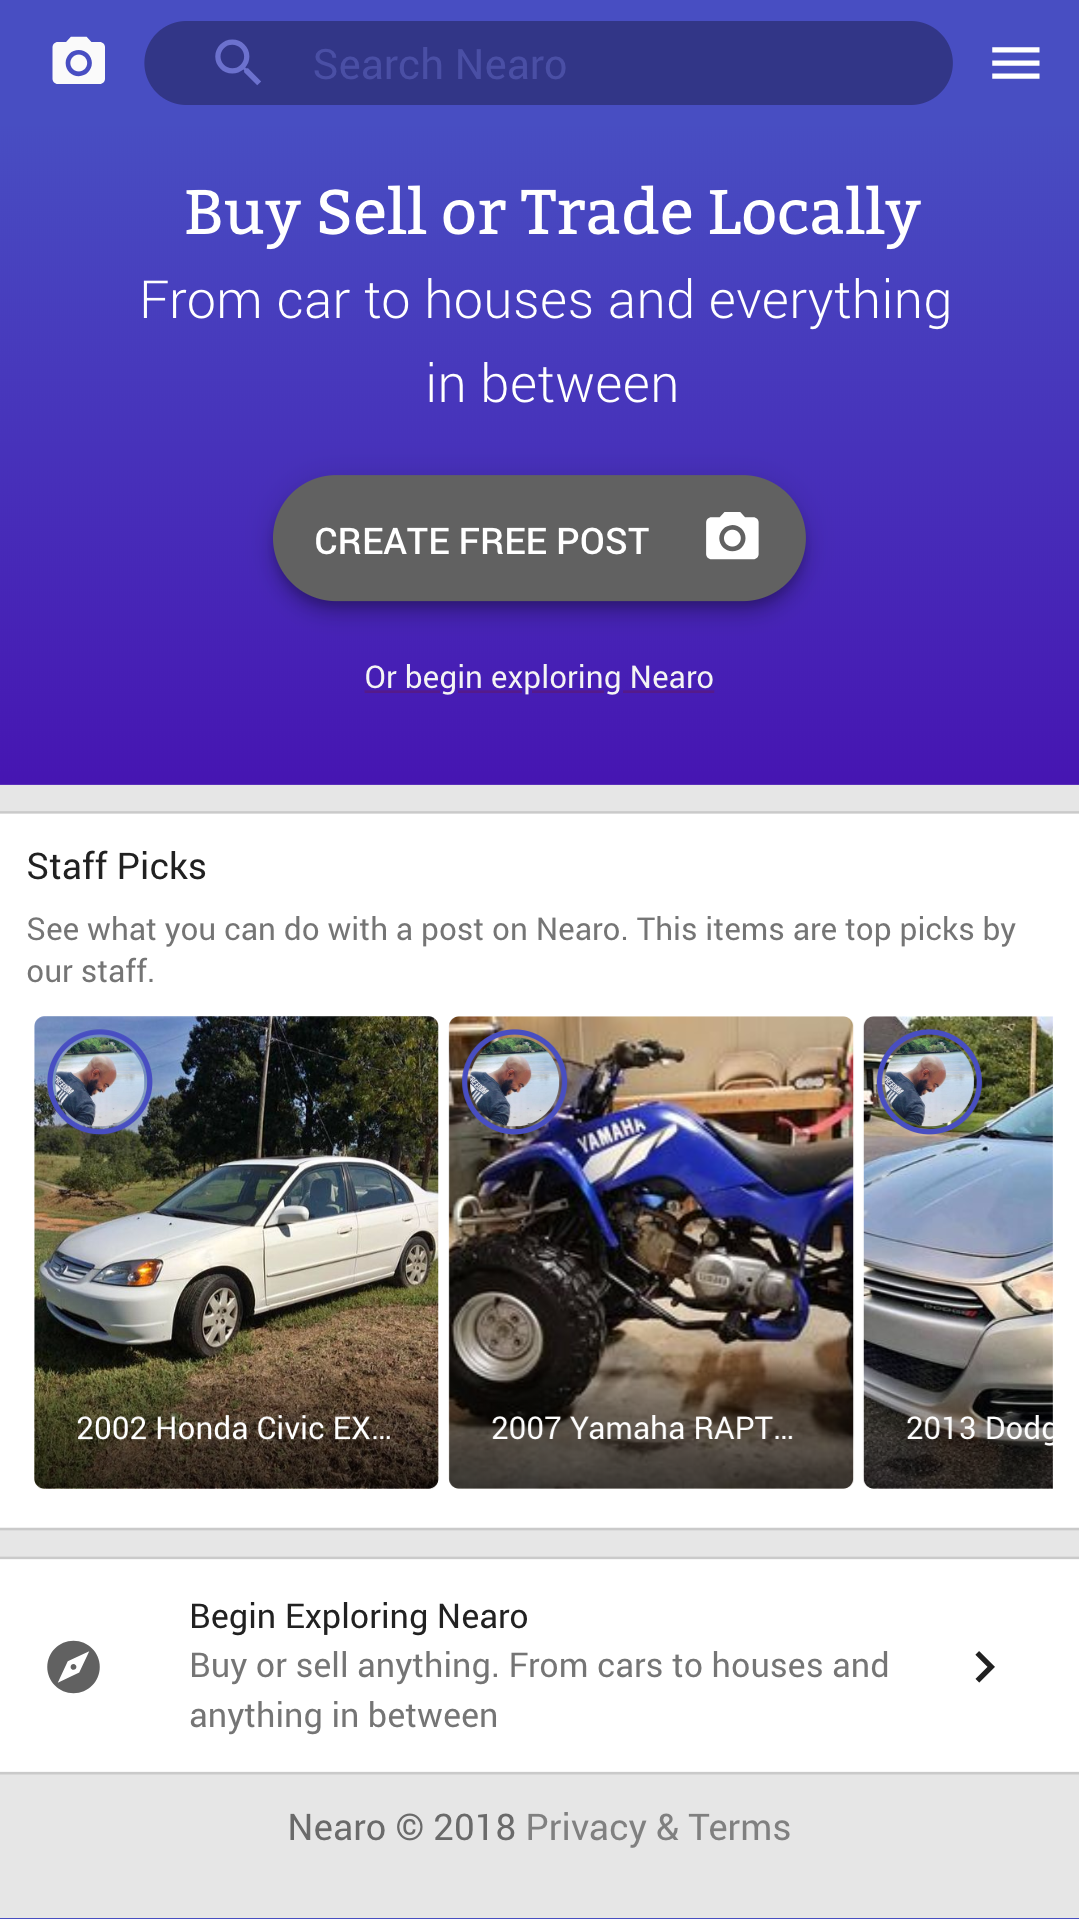 Search Nearo
Buy Sell or Trade Locally
From car to houses and everything
in between
CREATE FREE POST
Or begin exploring Nearo
Staff Picks
See what you can do with a post on Nearo. This items are top picks by
our staff.
YAMAHA
2002 Honda Civic EX...
2007 Yamaha RAPT...
2013 Dodg
Begin Exploring Nearo
Buy or sell anything. From cars to houses and
anything in between
Nearo © 2018 Privacy & Terms